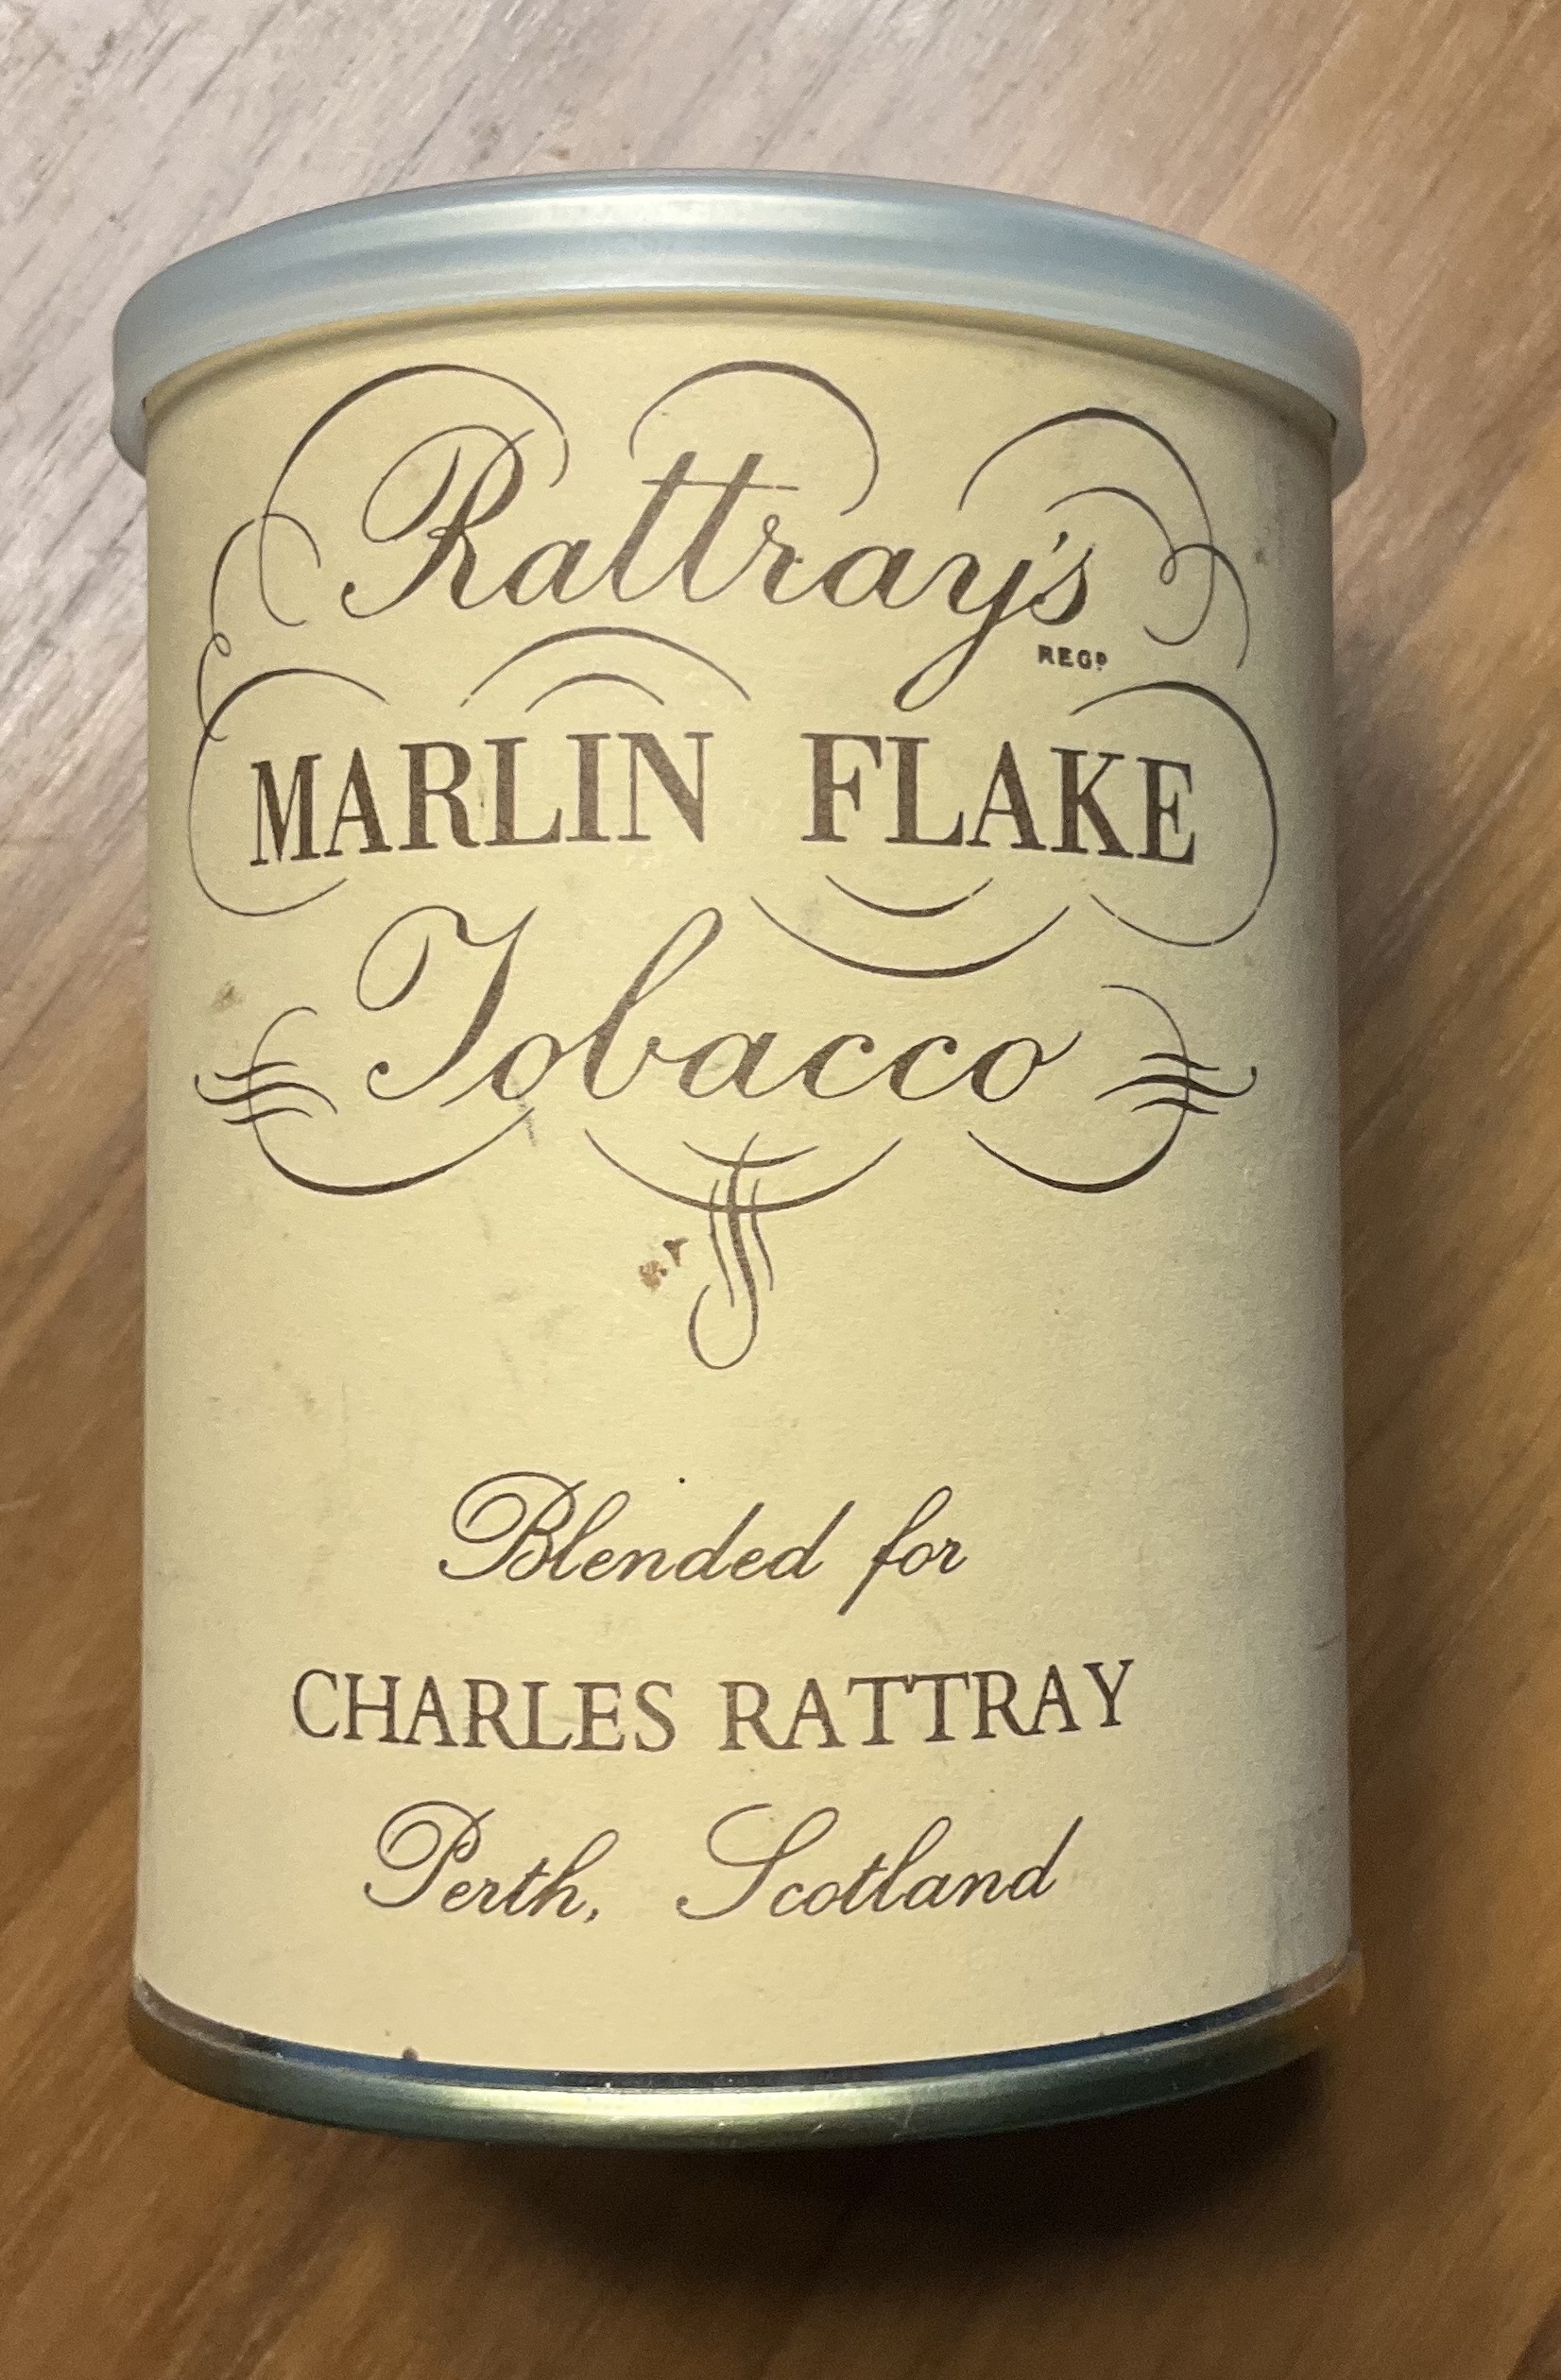 Rattray's
REGD
MARLIN FLAKE
Tobacco
Blended for
CHARLES RATTRAY
Perth, Scotland